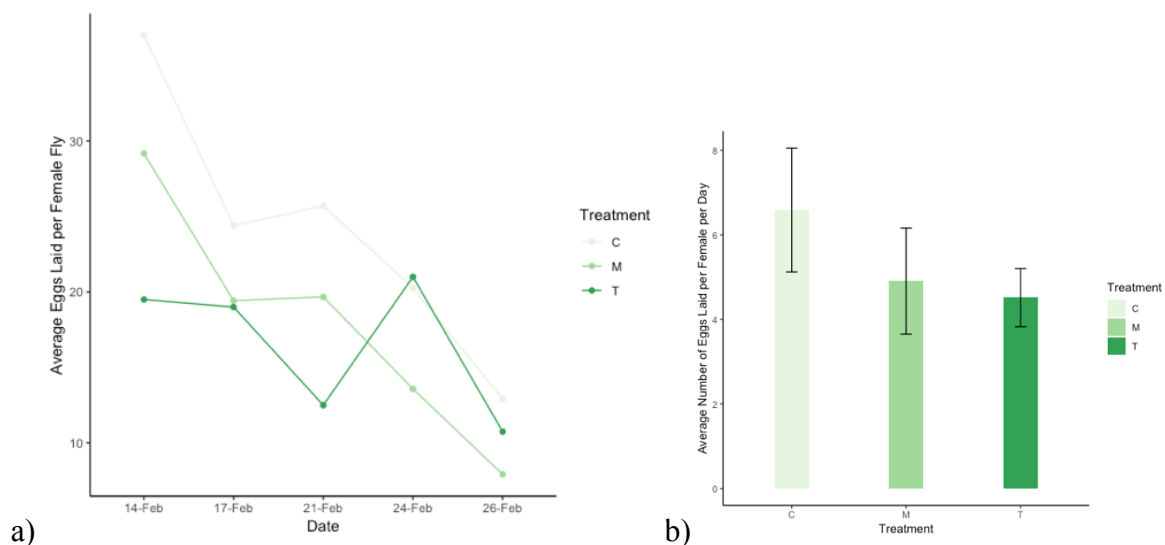 Average Eggs Laid per Female Fly
30
20
10
14-Feb 17-Feb 21-Feb 24-Feb 26-Feb
Date
Treatment
C
M
T
a)
Average Number of Eggs Laid per Female per Day
8
6
4
2
0
C M T
Treatment
Treatment
C
M
T
b)